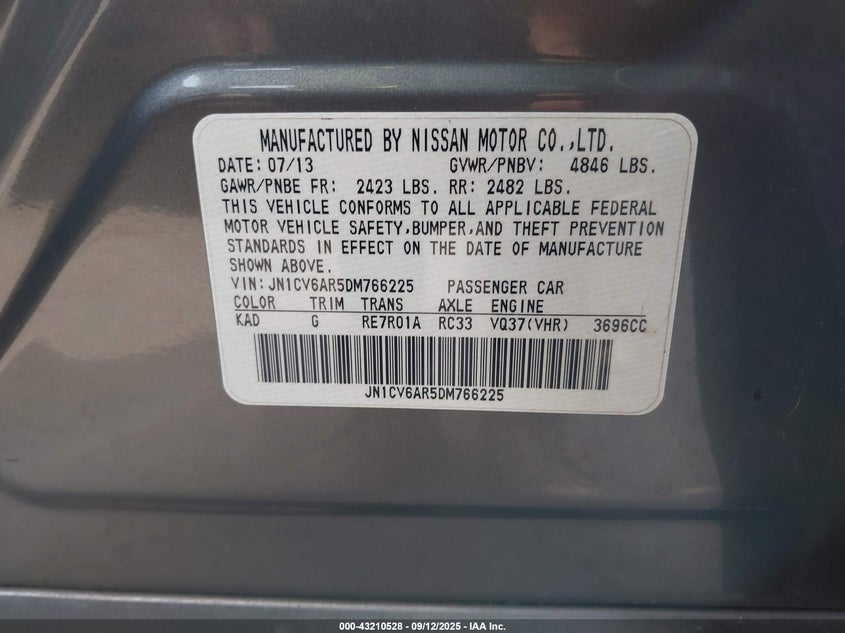 MANUFACTURED BY NISSAN MOTOR CO.,LTD.
DATE: 07/13 GVWR/PNBV: 4846 LBS.
GAWR/PNBE FR: 2423 LBS. RR: 2482 LBS.
THIS VEHICLE CONFORMS TO ALL APPLICABLE FEDERAL
MOTOR VEHICLE SAFETY,BUMPER,AND THEFT PREVENTION
STANDARDS IN EFFECT ON THE DATE OF MANUFACTURE
SHOWN ABOVE.
VIN: JN1CV6AR5DM766225 PASSENGER CAR
COLOR TRIM TRANS AXLE ENGINE
KAD G RE7R01A RC33 VQ37(VHR) 3696CC
JN1CV6AR5DM766225
000-43210528 - 09/12/2025 - IAA Inc.